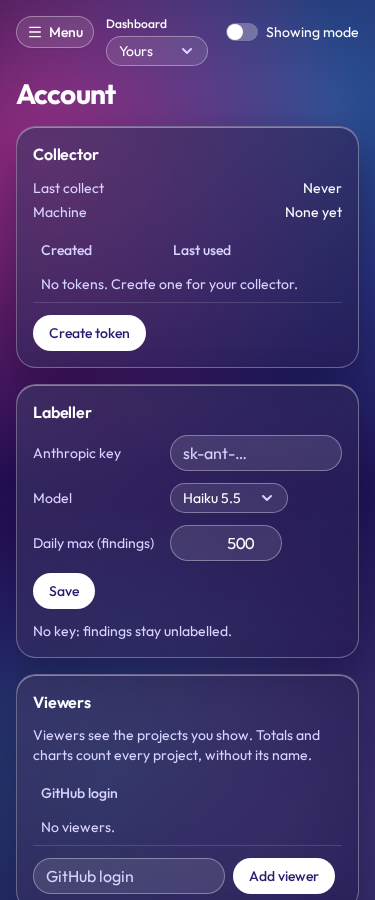 Menu
Dashboard
Yours
Showing mode
Account
Collector
Last collect
Never
Machine
None yet
Created
Last used
No tokens. Create one for your collector.
Create token
Labeller
Anthropic key
sk-ant-...
Model
Haiku 5.5
Daily max (findings)
500
Save
No key: findings stay unlabelled.
Viewers
Viewers see the projects you show. Totals and
charts count every project, without its name.
GitHub login
No viewers.
GitHub login
Add viewer